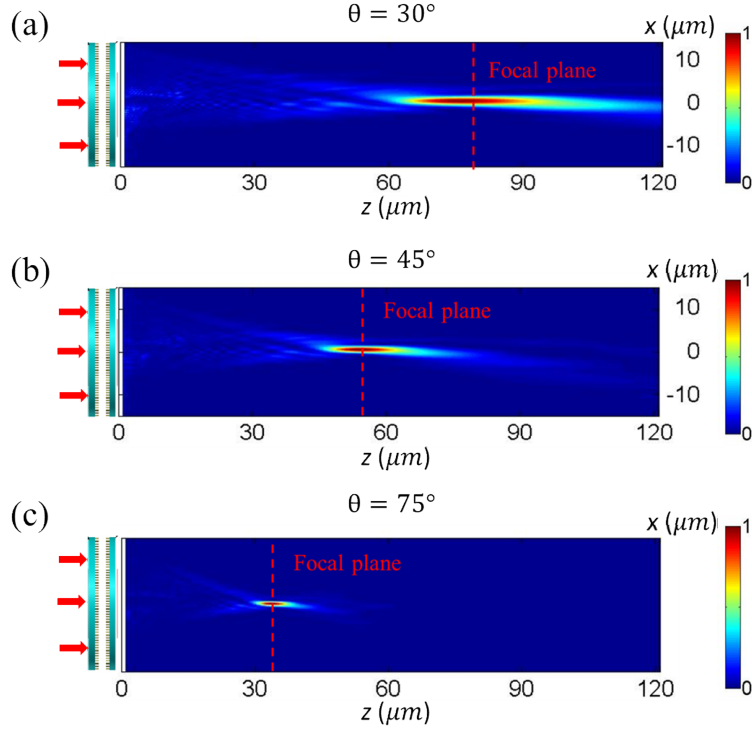 (a)
θ = 30°
x (μm)
1
10
Focal plane
0
-10
0
0
30
60
90
120
z (μm)
(b)
θ = 45°
x (μm)
1
10
Focal plane
0
-10
0
0
30
60
90
120
z (μm)
(c)
θ = 75°
x (μm)
1
Focal plane
0
0
30
60
90
120
z (μm)